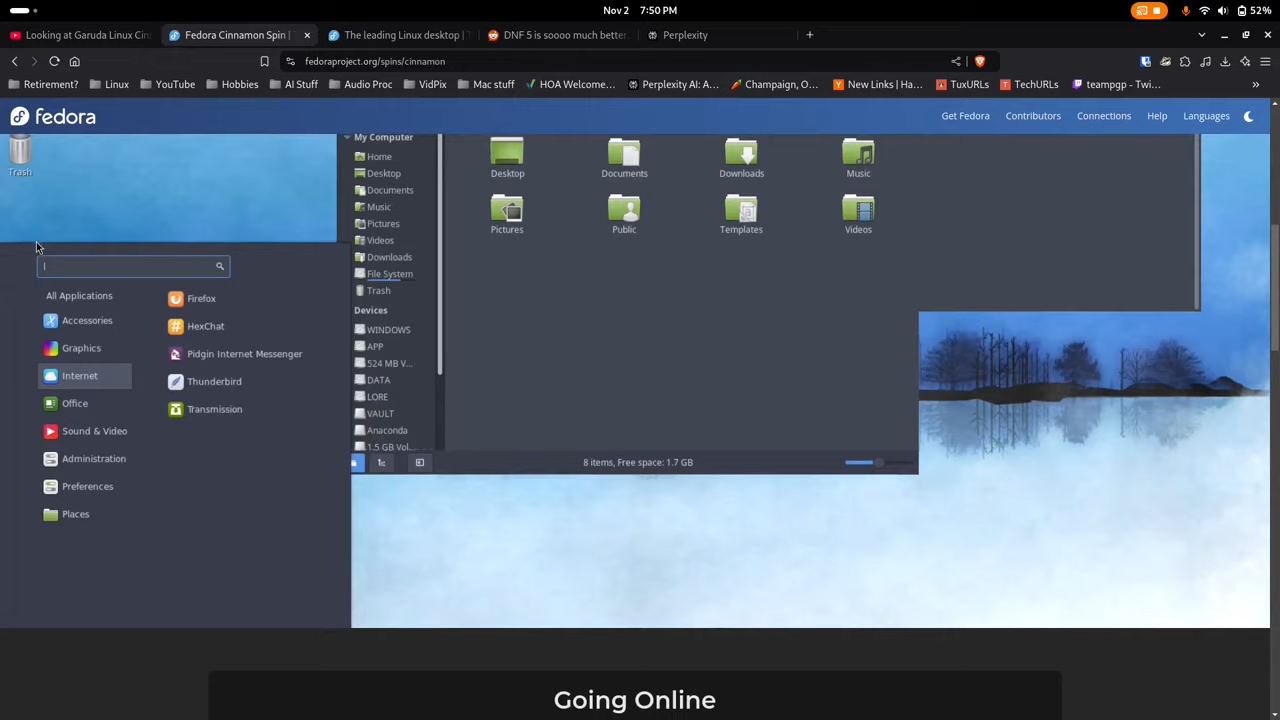 Nov 2 7:50 PM
52%
Looking at Garuda Linux Cin
Fedora Cinnamon Spin |
The leading Linux desktop | T
DNF 5 is soooo much better
Perplexity
fedoraproject.org/spins/cinnamon
Retirement?
Linux
YouTube
Hobbies
AI Stuff
Audio Proc
VidPix
Mac stuff
HOA Welcome...
Perplexity AI: A...
Champaign, O...
New Links | Ha...
TuxURLs
TechURLs
teampgp - Twi...
fedora
Get Fedora
Contributors
Connections
Help
Languages
Trash
All Applications
Accessories
Graphics
Internet
Office
Sound & Video
Administration
Preferences
Places
Firefox
HexChat
Pidgin Internet Messenger
Thunderbird
Transmission
My Computer
Home
Desktop
Documents
Music
Pictures
Videos
Downloads
File System
Trash
Devices
WINDOWS
APP
524 MB V...
DATA
LORE
VAULT
Anaconda
1.5 GB Vol...
Desktop
Documents
Downloads
Music
Pictures
Public
Templates
Videos
8 items, Free space: 1.7 GB
Going Online